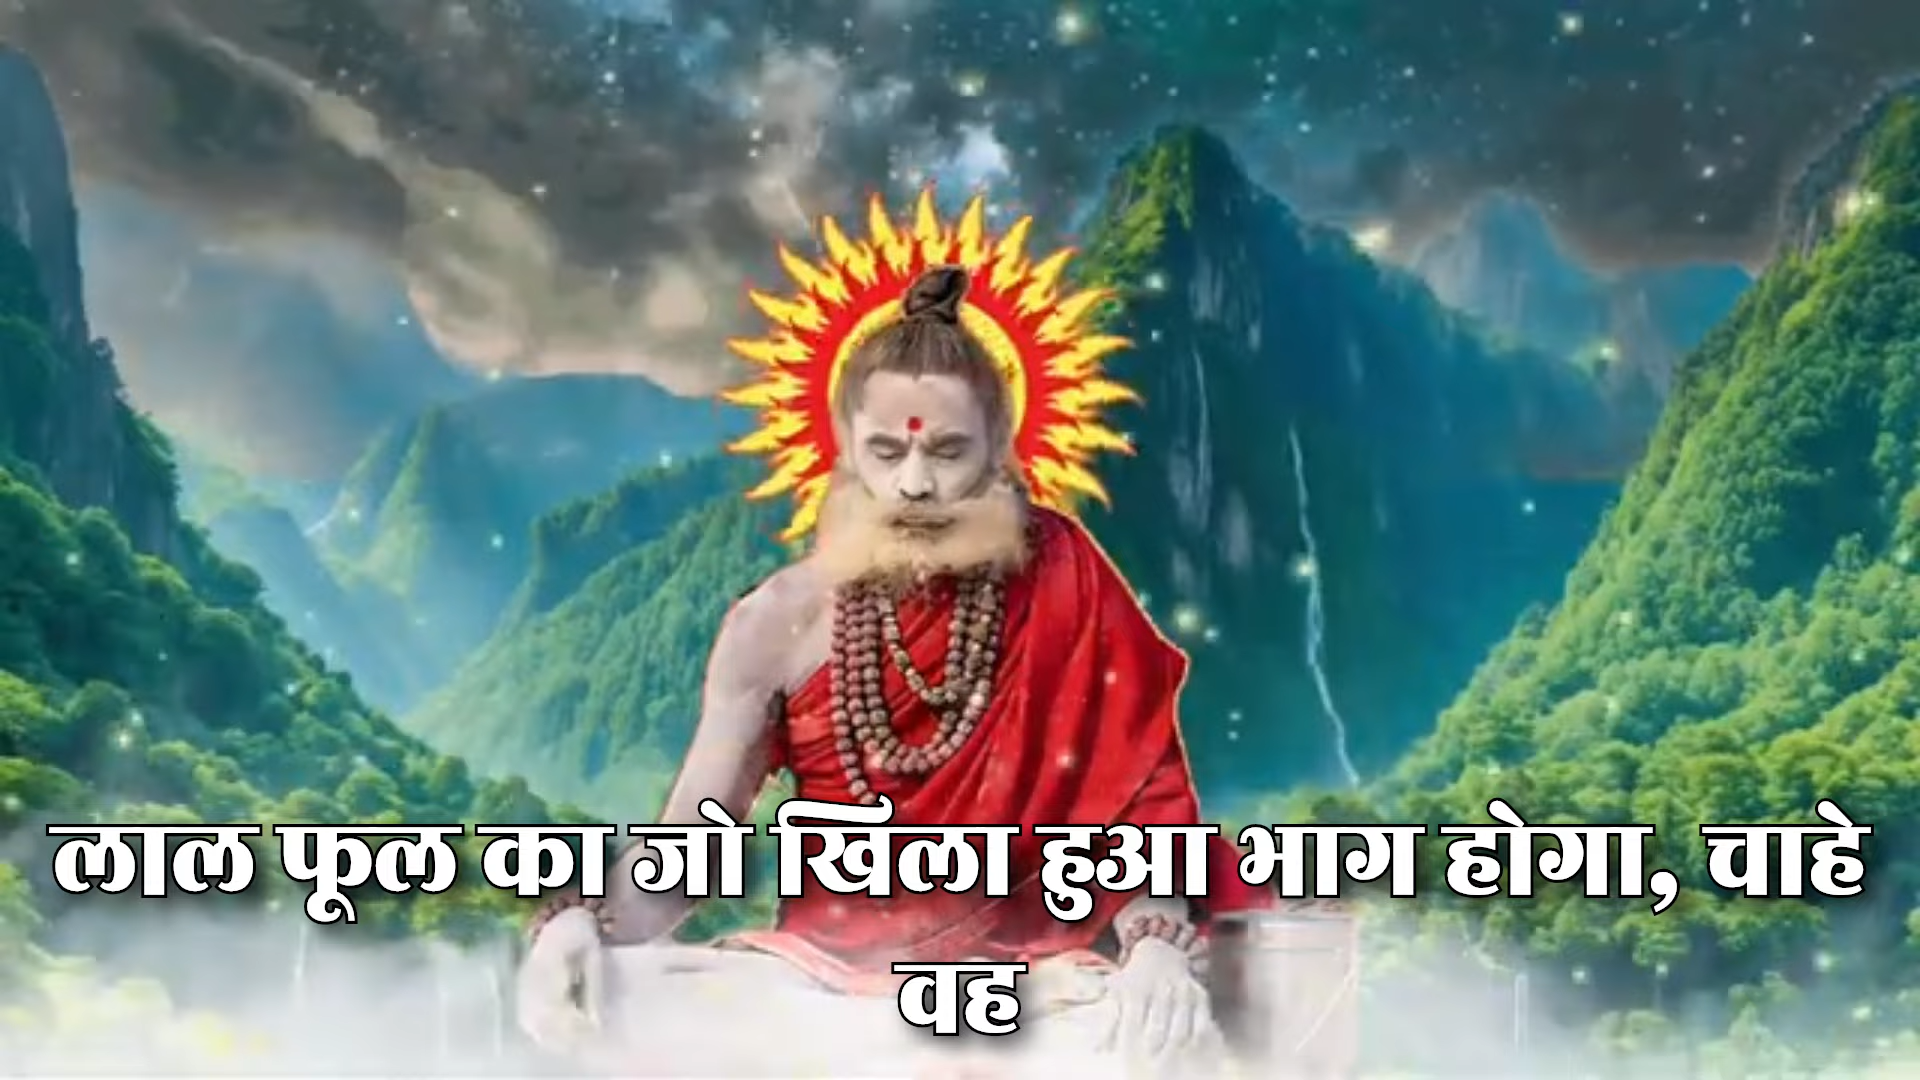 लाल फूल का जो खिला हुआ भाग होगा, चाहे
वह